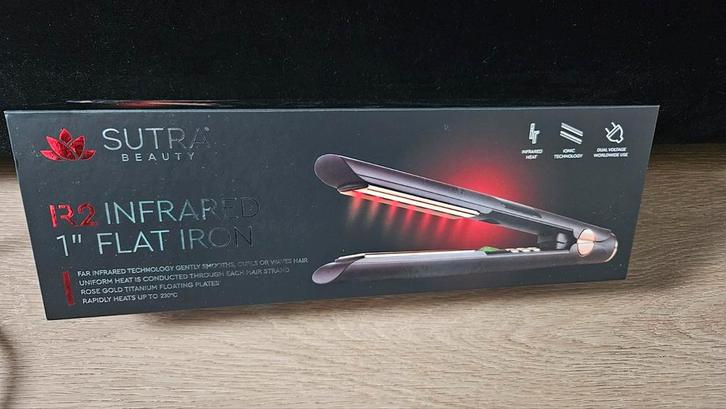 SUTRA
BEAUTY
IR2 INFRARED
1" FLAT IRON
FAR INFRARED TECHNOLOGY GENTLY SMOOTHS, CURLS OR WAVES HAIR
UNIFORM HEAT IS CONDUCTED THROUGH EACH HAIR STRAND
ROSE GOLD TITANIUM FLOATING PLATES
RAPIDLY HEATS UP TO 230°C
INFRARED
HEAT
IONIC
TECHNOLOGY
DUAL VOLTAGE
WORLDWIDE USE